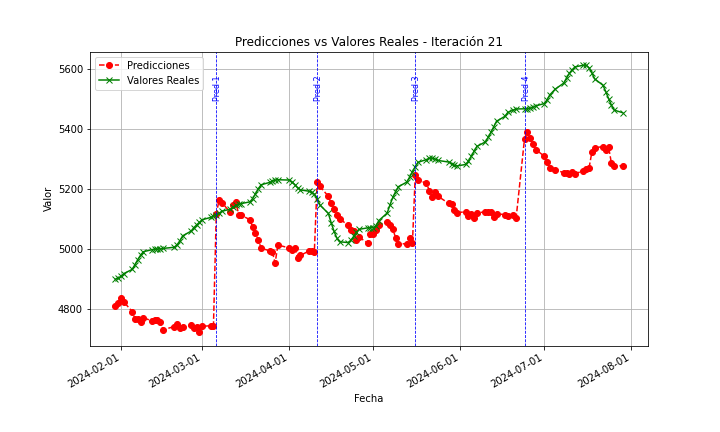 Predicciones vs Valores Reales - Iteración 21
Predicciones
Valores Reales
Pred 1
Pred 2
Pred 3
Pred 4
5600
5400
5200
5000
4800
Valor
2024-02-01
2024-03-01
2024-04-01
2024-05-01
2024-06-01
2024-07-01
2024-08-01
Fecha